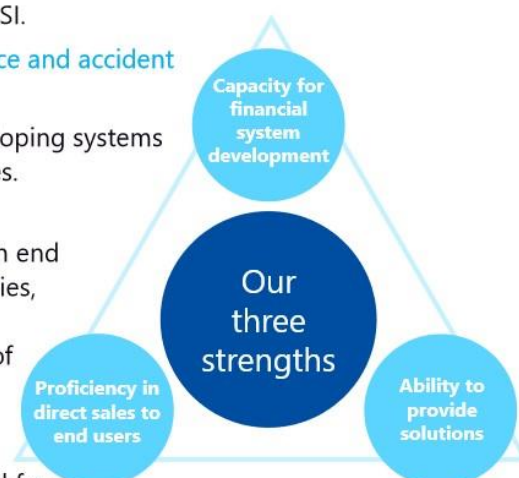 SI.
ce and accident
oping systems
s.
n end
ies,
of
Capacity for
financial
system
development
Our
three
strengths
Proficiency in
direct sales to
end users
Ability to
provide
solutions